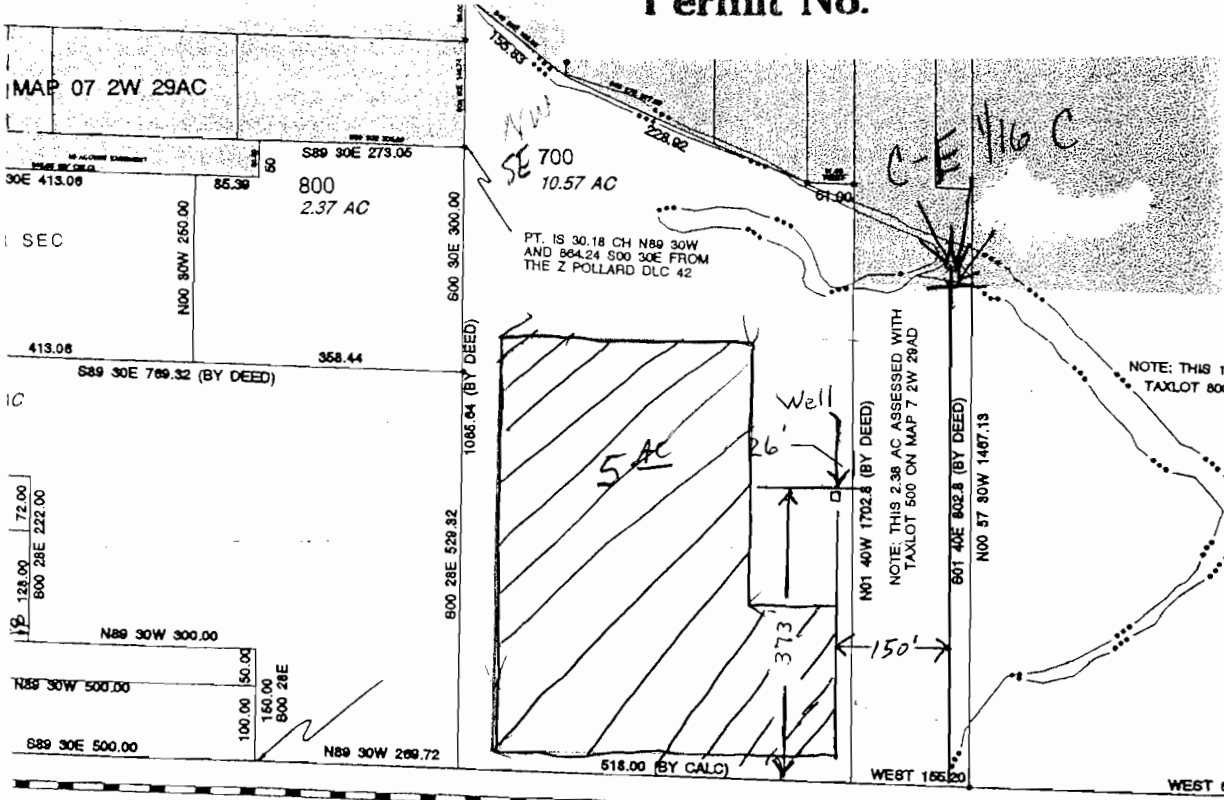 Permit No.
MAP 07 2W 29AC
155.83
228.92
61.90
NW
SE
700
10.57 AC
C-E 1/16 C
S89 30E 273.05
50
30E 413.06
85.39
800
2.37 AC
SEC
N00 30W 250.00
S00 30E 300.00
PT. IS 30.18 CH N89 30W
AND 864.24 S00 30E FROM
THE Z POLLARD DLC 42
413.06
358.44
S89 30E 769.32 (BY DEED)
1085.64 (BY DEED)
S00 28E 529.32
5 AC
Well
26'
373'
150'
N01 40W 1702.8 (BY DEED)
NOTE: THIS 2.38 AC ASSESSED WITH
TAXLOT 500 ON MAP 7 2W 29AD
S01 40E 802.8 (BY DEED)
N00 57 30W 1467.13
NOTE: THIS
TAXLOT
72.00
128.00
S00 28E 222.00
N89 30W 300.00
N89 30W 500.00
50.00
100.00
150.00
S00 28E
S89 30E 500.00
N89 30W 269.72
518.00 (BY CALC)
WEST 155.20
WEST